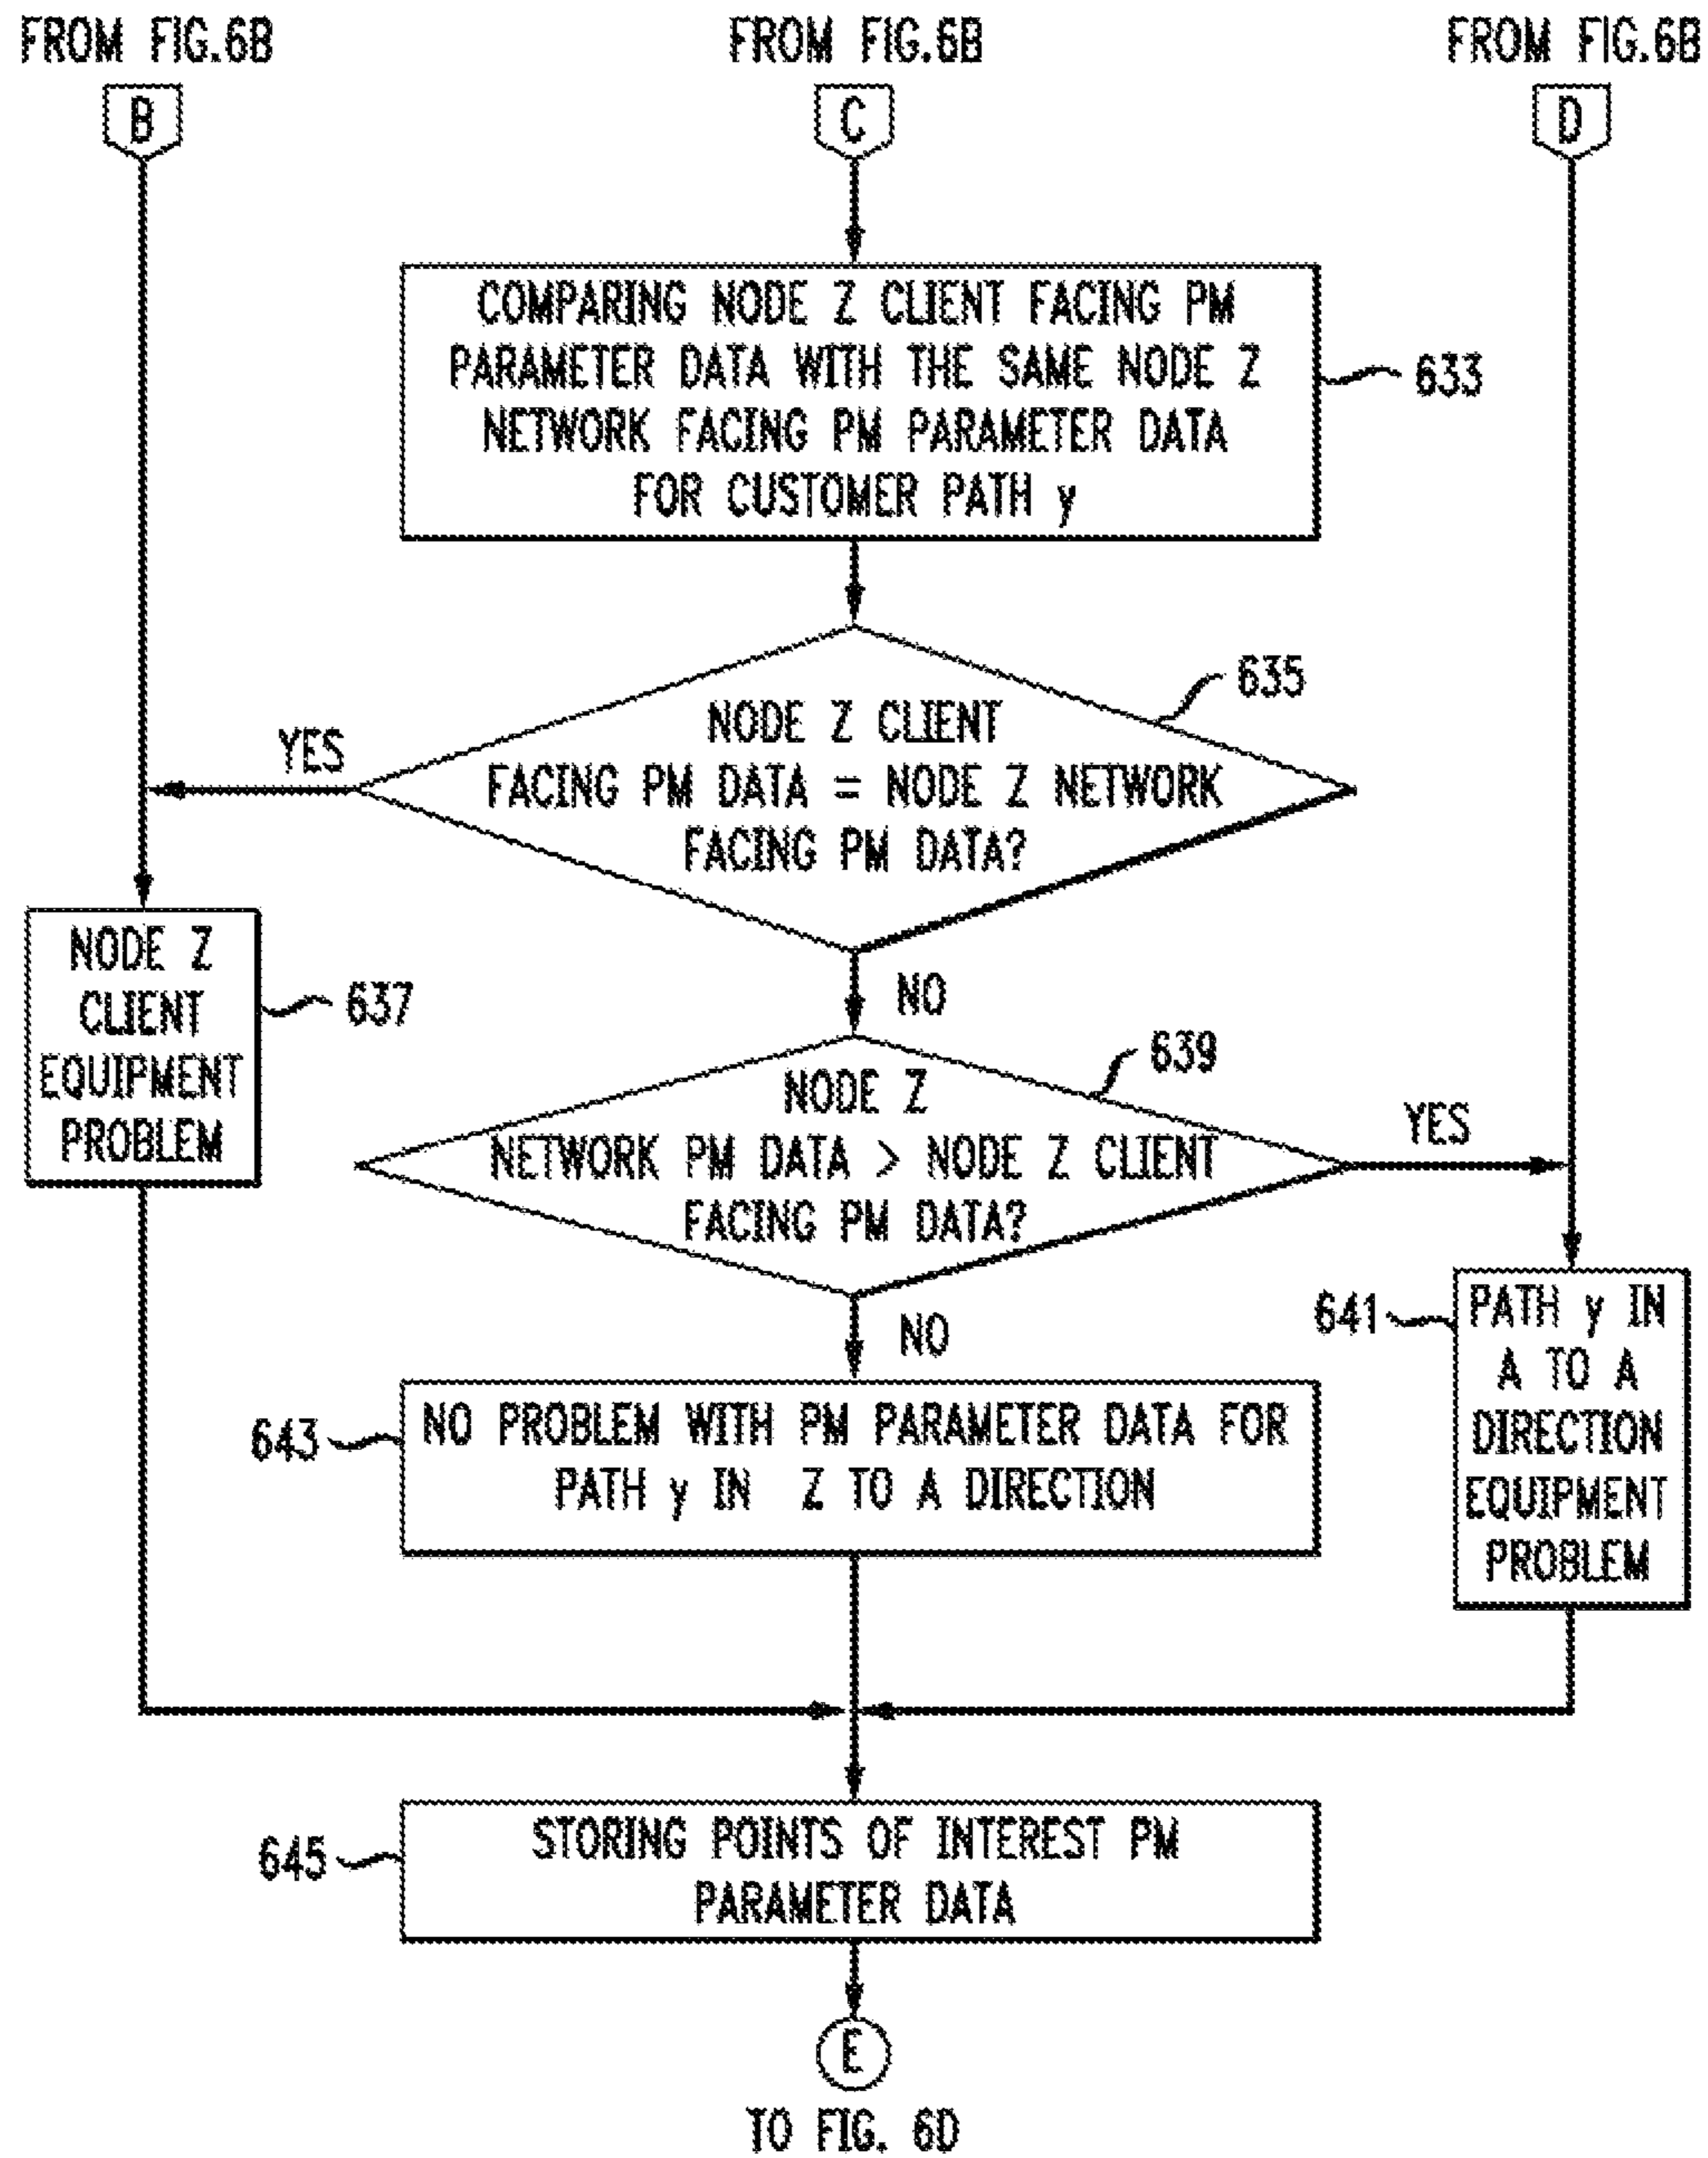 FROM FIG.6B
FROM FIG.6B
FROM FIG.6B
B
C
D
COMPARING NODE Z CLIENT FACING PM
PARAMETER DATA WITH THE SAME NODE Z
NETWORK FACING PM PARAMETER DATA
FOR CUSTOMER PATH y
633
635
NODE Z CLIENT
FACING PM DATA = NODE Z NETWORK
FACING PM DATA?
YES
NO
NODE Z
CLIENT
EQUIPMENT
PROBLEM
637
639
NODE Z
NETWORK PM DATA > NODE Z CLIENT
FACING PM DATA?
YES
NO
641
PATH y IN
A TO A
DIRECTION
EQUIPMENT
PROBLEM
643
NO PROBLEM WITH PM PARAMETER DATA FOR
PATH y IN Z TO A DIRECTION
645
STORING POINTS OF INTEREST PM
PARAMETER DATA
E
TO FIG. 6D